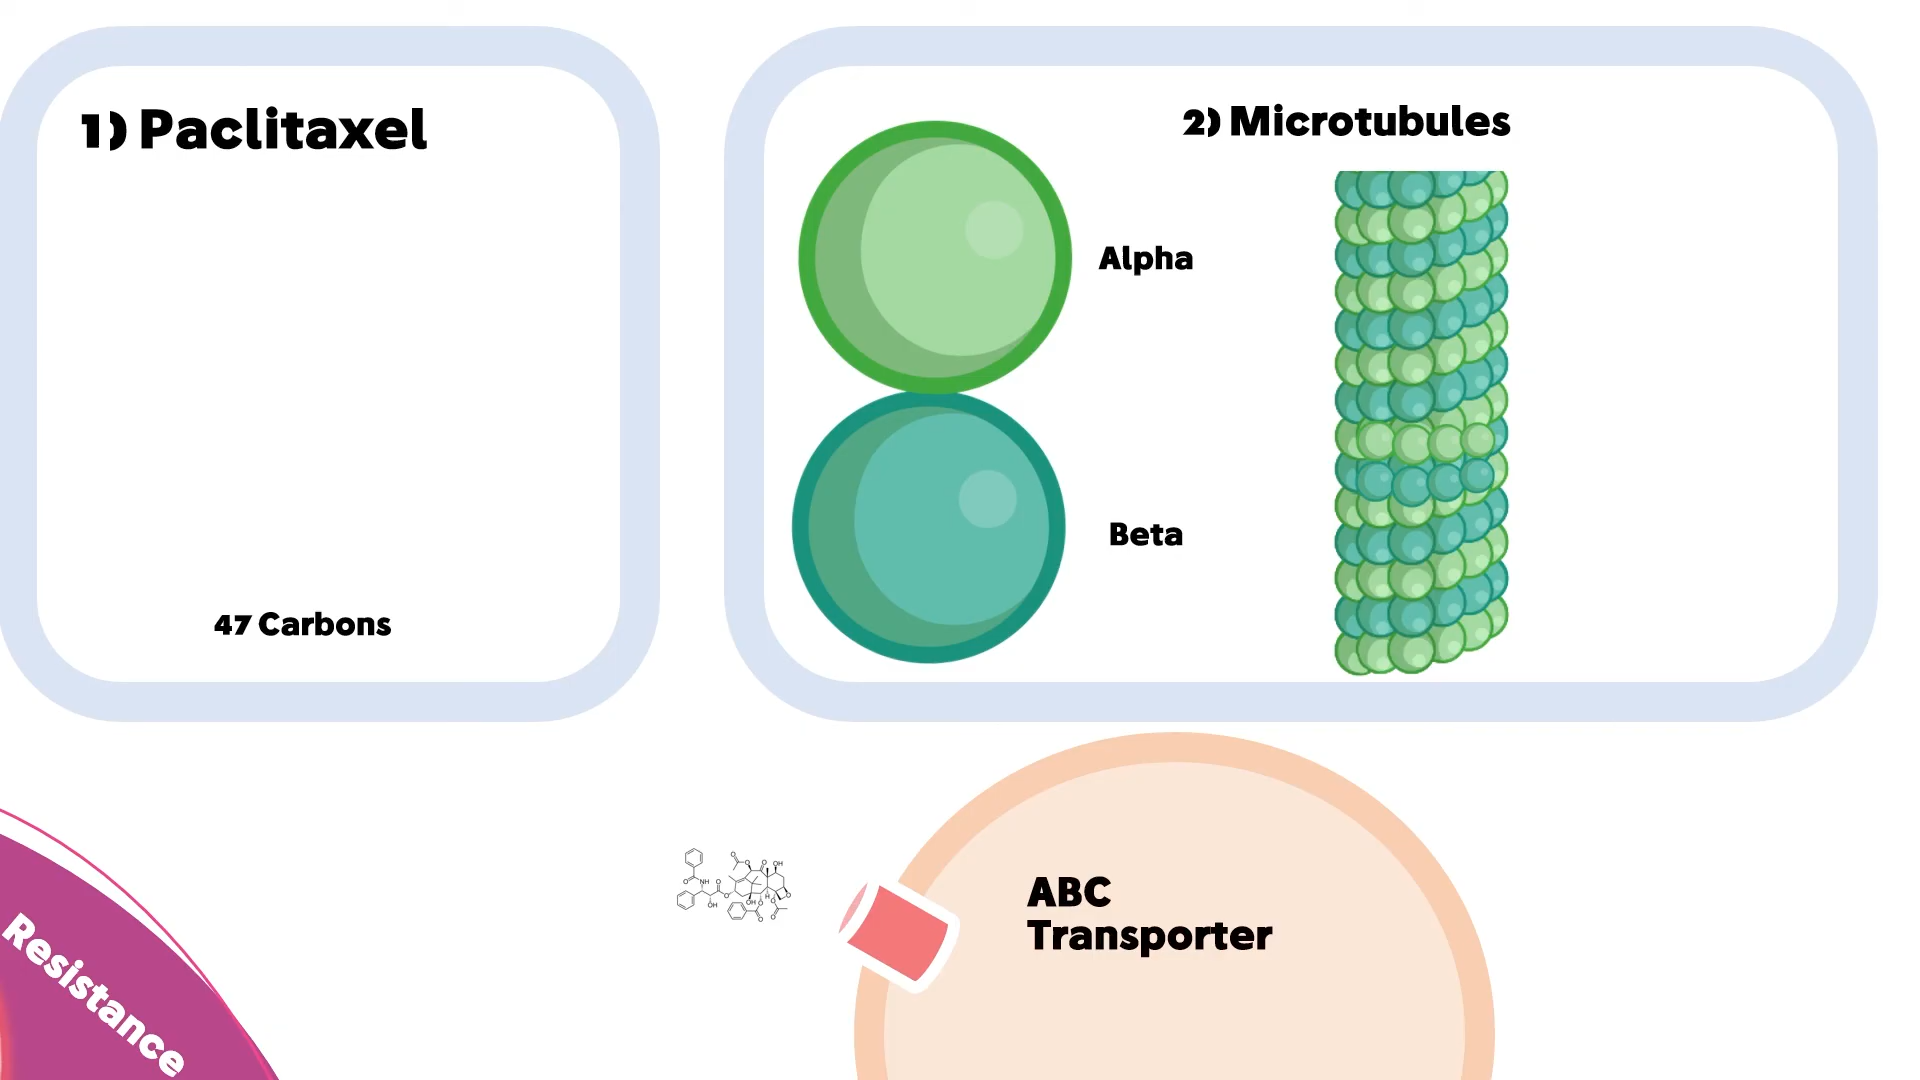 1) Paclitaxel
47 Carbons
2) Microtubules
Alpha
Beta
ABC
Transporter
Resistance